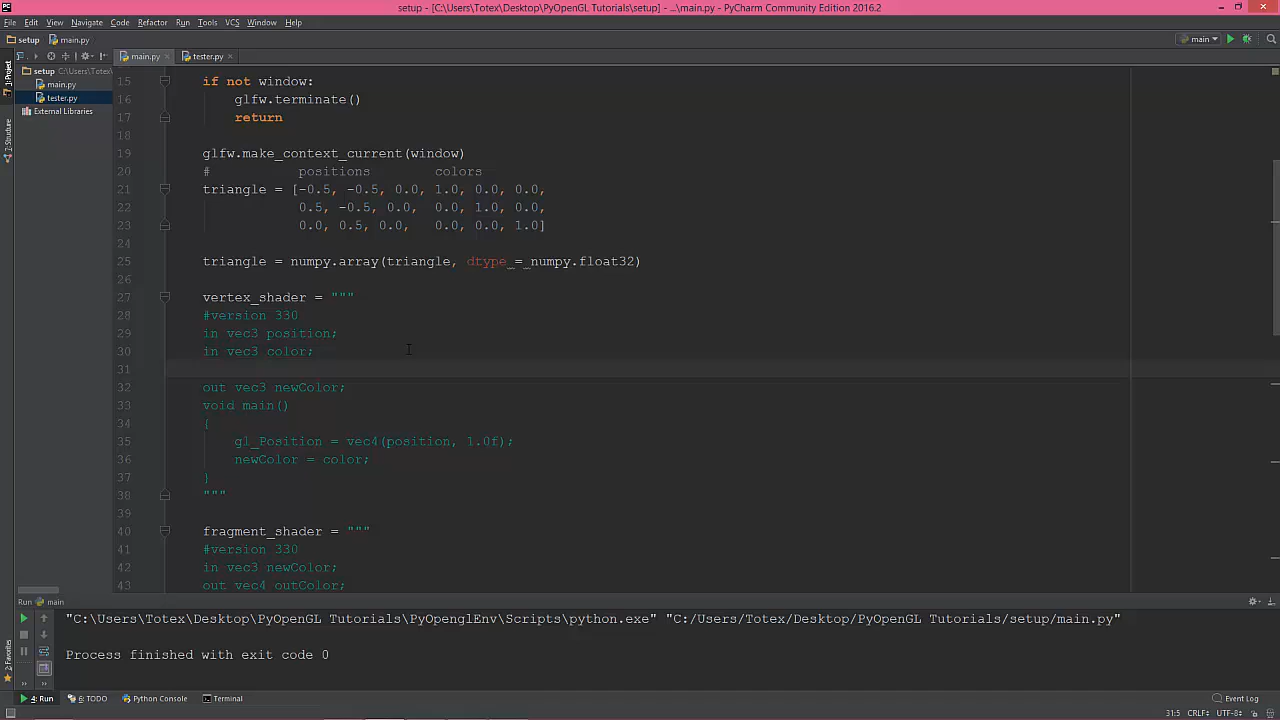 setup - [C:\Users\Totex\Desktop\PyOpenGL Tutorials\setup] - ...\main.py - PyCharm Community Edition 2016.2
File Edit View Navigate Code Refactor Run Tools VCS Window Help
setup main.py main
main.py tester.py
1: Project
setup C:\Users\Totex\
main.py
tester.py
External Libraries
7: Structure
15 if not window:
16 glfw.terminate()
17 return
18
19 glfw.make_context_current(window)
20 # positions colors
21 triangle = [-0.5, -0.5, 0.0, 1.0, 0.0, 0.0,
22 0.5, -0.5, 0.0, 0.0, 1.0, 0.0,
23 0.0, 0.5, 0.0, 0.0, 0.0, 1.0]
24
25 triangle = numpy.array(triangle, dtype = numpy.float32)
26
27 vertex_shader = """
28 #version 330
29 in vec3 position;
30 in vec3 color;
31
32 out vec3 newColor;
33 void main()
34 {
35 gl_Position = vec4(position, 1.0f);
36 newColor = color;
37 }
38 """
39
40 fragment_shader = """
41 #version 330
42 in vec3 newColor;
43 out vec4 outColor;
Run main
"C:\Users\Totex\Desktop\PyOpenGL Tutorials\PyOpenglEnv\Scripts\python.exe" "C:/Users/Totex/Desktop/PyOpenGL Tutorials/setup/main.py"
Process finished with exit code 0
2: Favorites
4: Run 6: TODO Python Console Terminal Event Log
31:5 CRLF÷ UTF-8÷